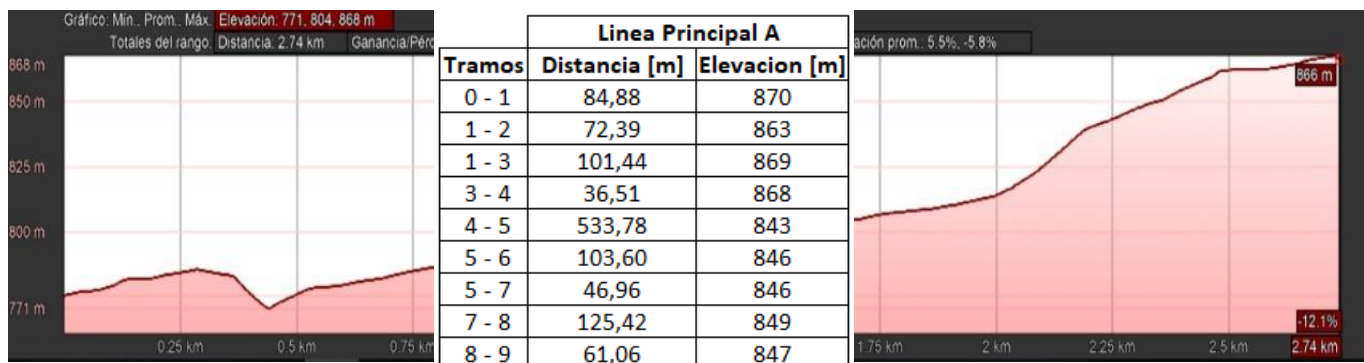 Gráfico: Mín., Prom., Máx. Elevación: 771, 804, 868 m
Totales del rango: Distancia: 2.74 km Ganancia/Pérd
868 m
850 m
825 m
800 m
771 m
0.25 km 0.5 km 0.75 km
Linea Principal A
Tramos Distancia [m] Elevacion [m]
0 - 1 84,88 870
1 - 2 72,39 863
1 - 3 101,44 869
3 - 4 36,51 868
4 - 5 533,78 843
5 - 6 103,60 846
5 - 7 46,96 846
7 - 8 125,42 849
8 - 9 61,06 847
ación prom.: 5.5%, -5.8%
866 m
-12.1%
1.75 km 2 km 2.25 km 2.5 km 2.74 km